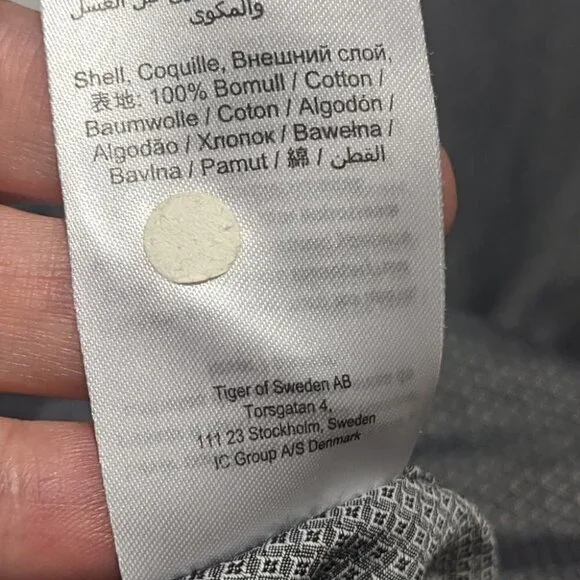 والمكوى
Shell, Coquille, Внешний слой,
表地: 100% Bomull / Cotton /
Baumwolle / Coton / Algodón /
Algodão / Хлопок / Bawełna /
Bavlna / Pamut / 綿 / القطن
Tiger of Sweden AB
Torsgatan 4,
111 23 Stockholm, Sweden
IC Group A/S Denmark